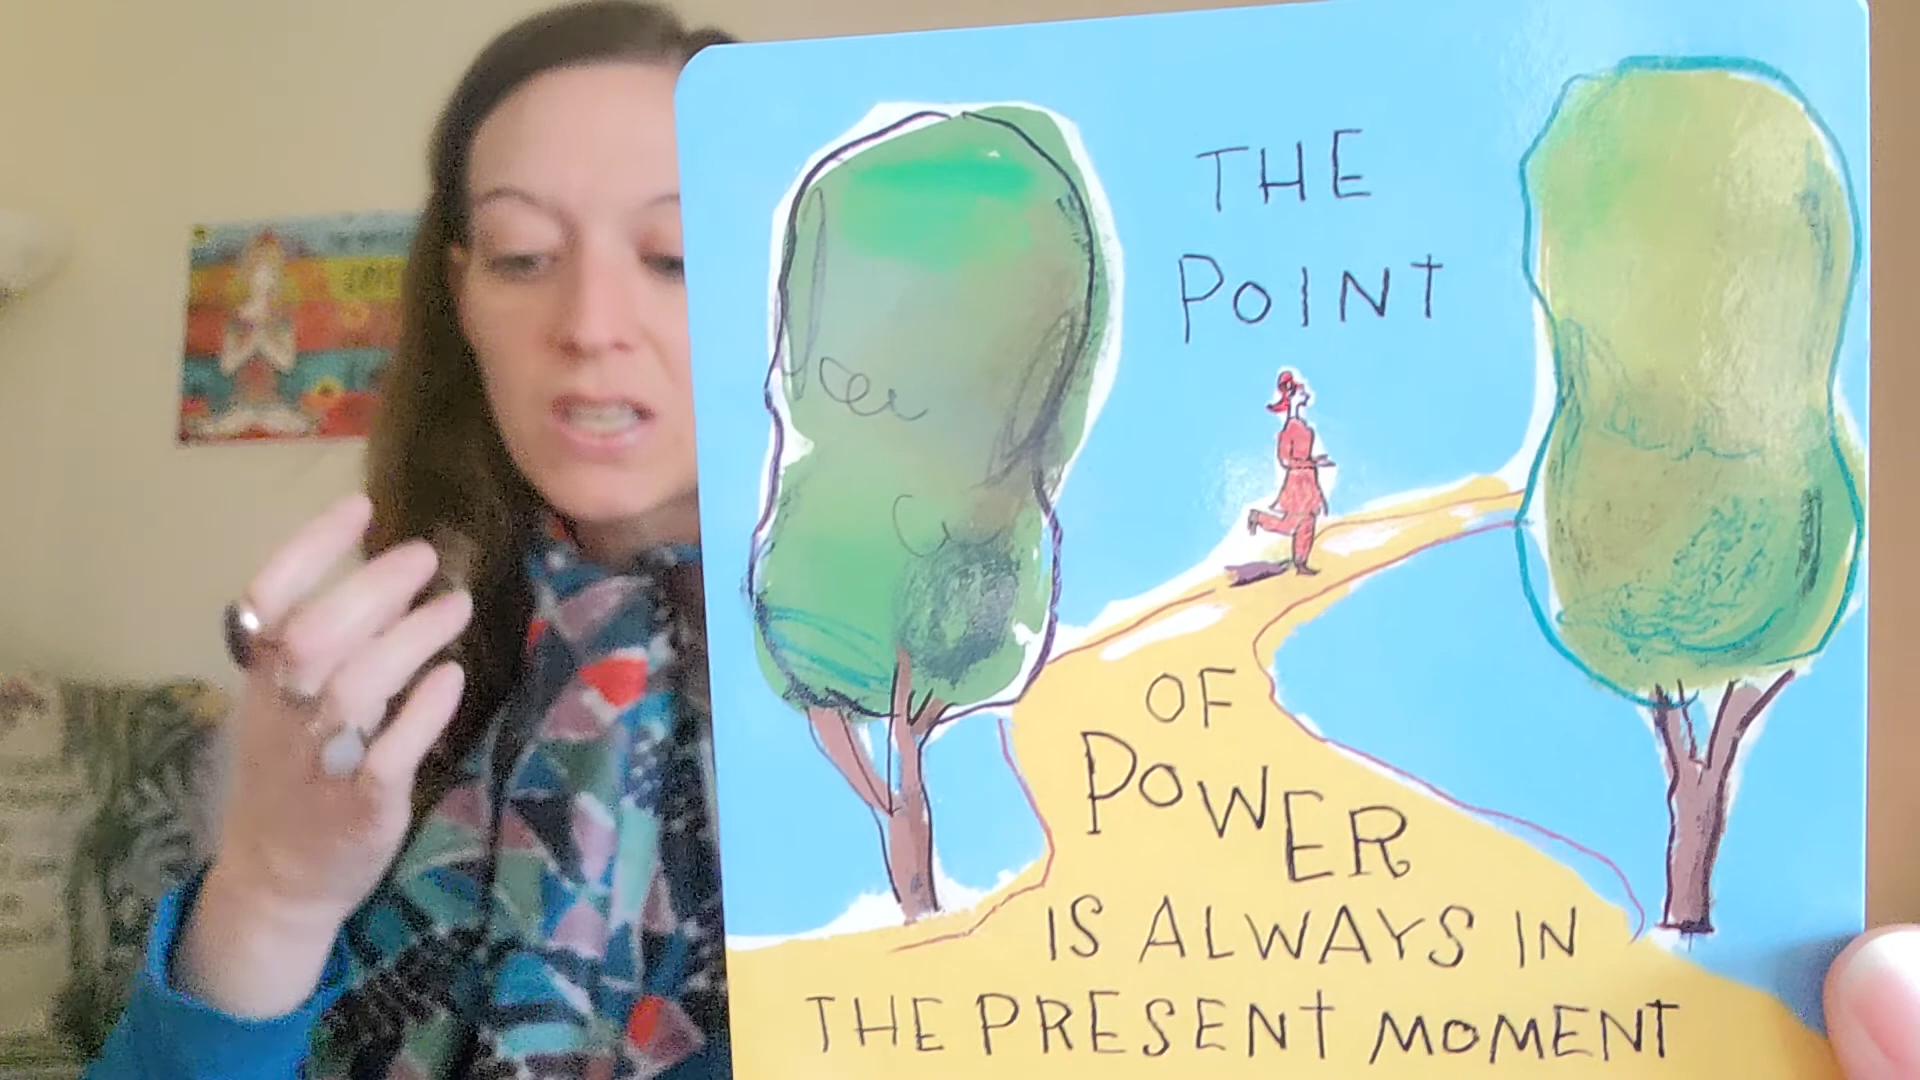 THE
POINT
OF
POWER
IS ALWAYS IN
THE PRESENT MOMENT